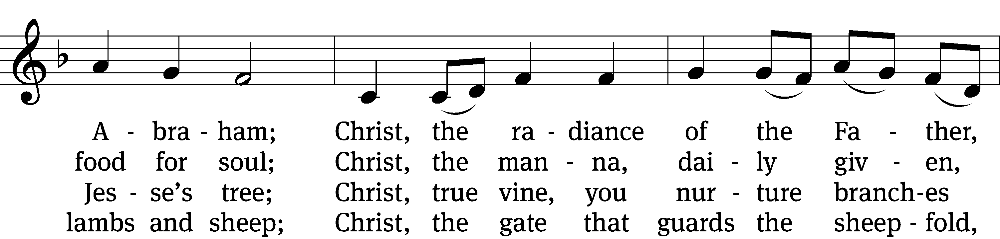 A - bra - ham; Christ, the ra - diance of the Fa - ther,
food for soul; Christ, the man - na, dai - ly giv - en,
Jes - se’s tree; Christ, true vine, you nur - ture branch-es
lambs and sheep; Christ, the gate that guards the sheep - fold,